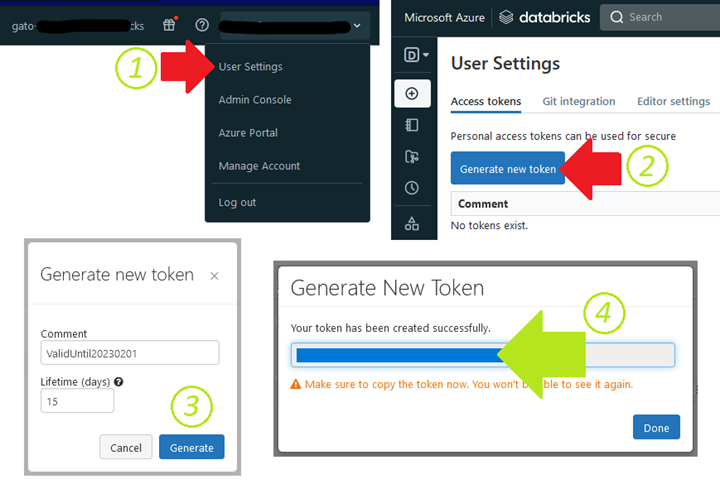 gato-
cks
1
User Settings
Admin Console
Azure Portal
Manage Account
Log out
Microsoft Azure
databricks
Search
D
User Settings
Access tokens
Git integration
Editor settings
Personal access tokens can be used for secure
Generate new token
2
Comment
No tokens exist.
Generate new token
Comment
ValidUntil20230201
Lifetime (days)
15
3
Cancel
Generate
Generate New Token
4
Your token has been created successfully.
Make sure to copy the token now. You won't be able to see it again.
Done